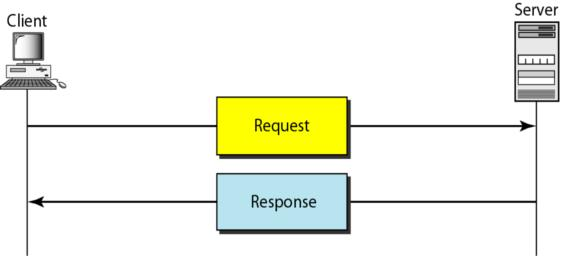 Client
Server
Request
Response